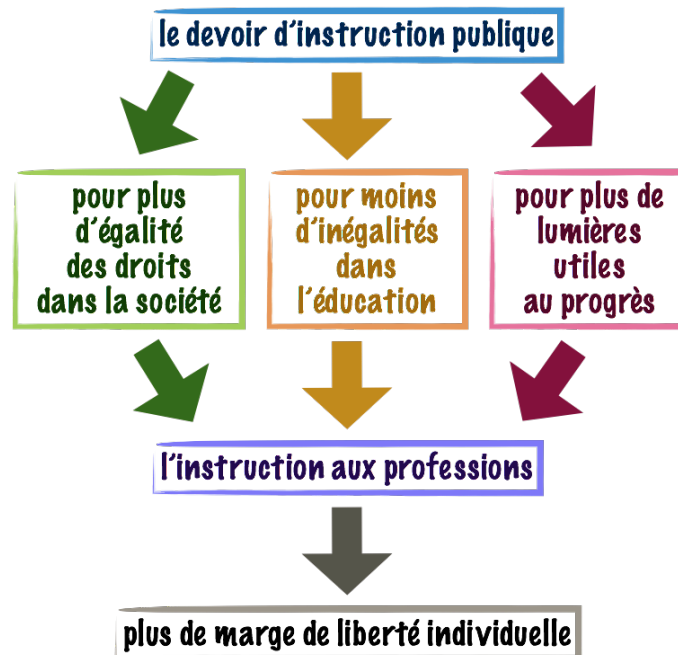 le devoir d'instruction publique
pour plus
d'égalité
des droits
dans la société
pour moins
d'inégalités
dans
l'éducation
pour plus de
lumières
utiles
au progrès
l'instruction aux professions
plus de marge de liberté individuelle